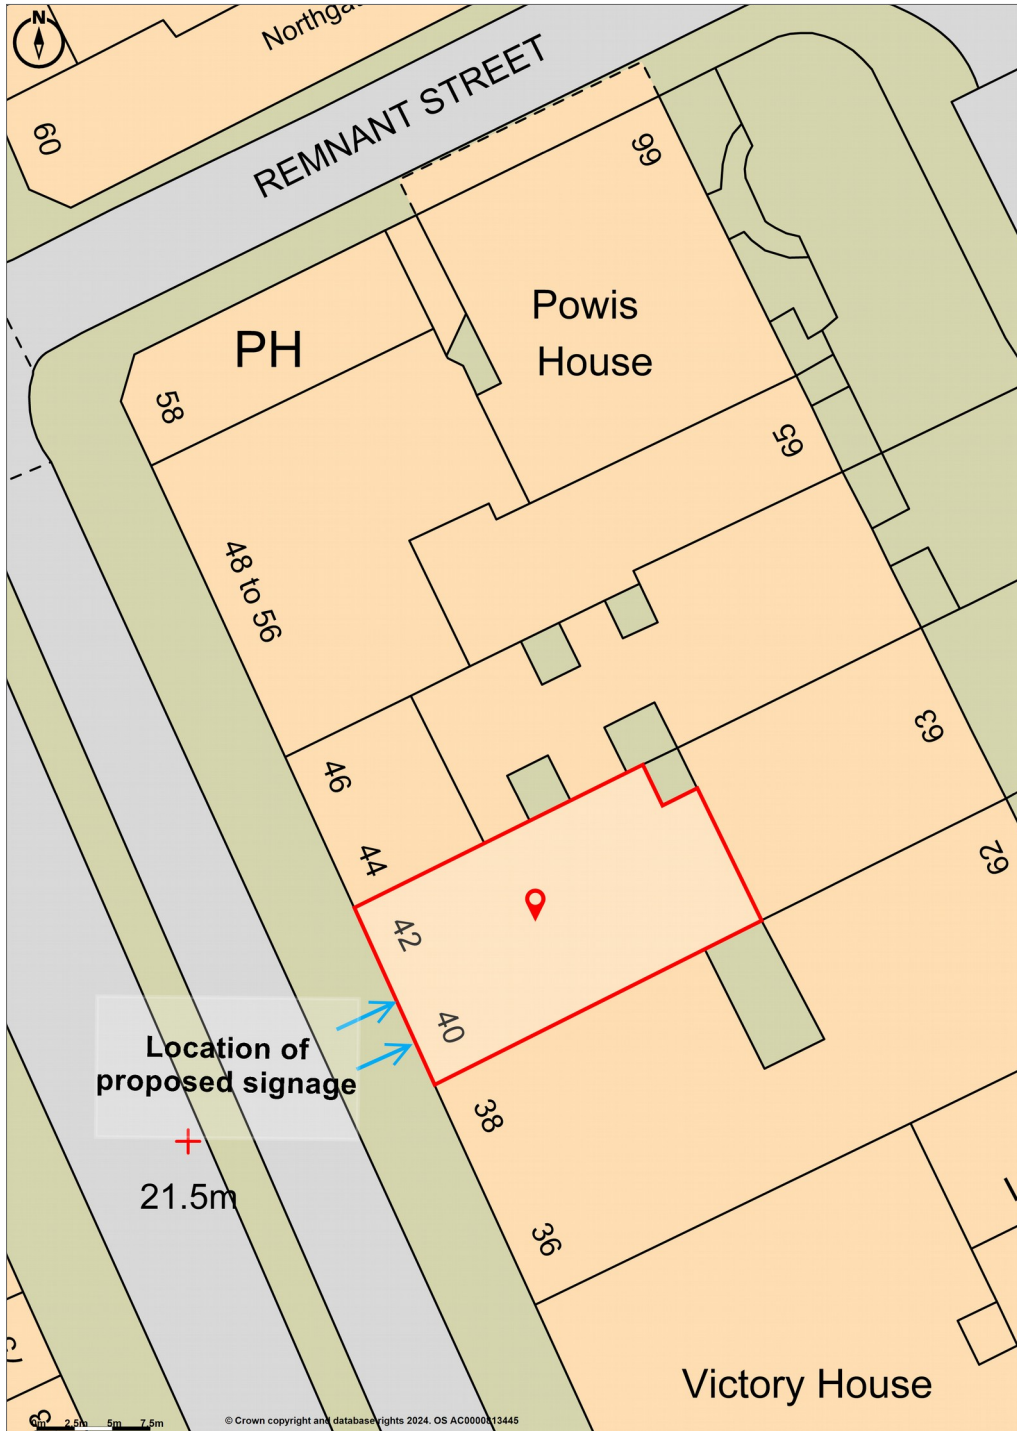 N
Northga
60
REMNANT STREET
66
PH
Powis
House
58
65
48 to 56
46
63
44
62
42
40
Location of
proposed signage
38
21.5m
36
Victory House
0m 2.5m 5m 7.5m
© Crown copyright and database rights 2024. OS AC0000813445